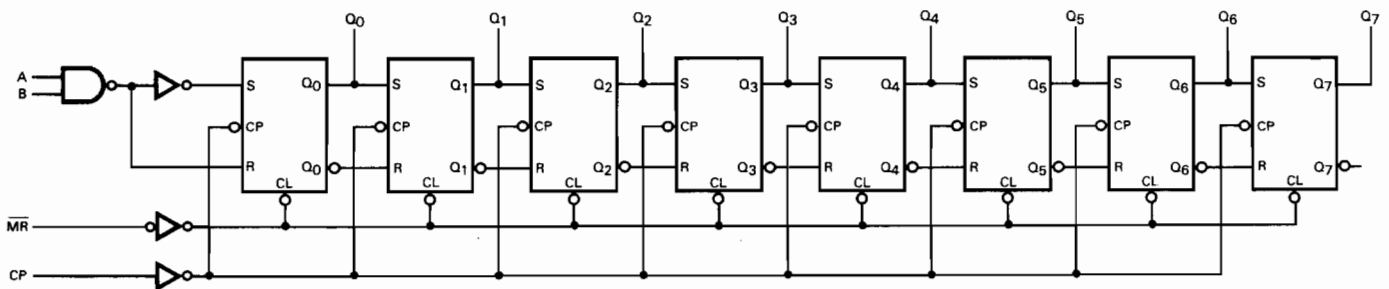 Q0 Q1 Q2 Q3 Q4 Q5 Q6 Q7
A
B
S Q0 S Q1 S Q2 S Q3 S Q4 S Q5 S Q6 S Q7
CP CP CP CP CP CP CP CP
R Q0 R Q1 R Q2 R Q3 R Q4 R Q5 R Q6 R Q7
CL CL CL CL CL CL CL CL
M̅R̅
CP